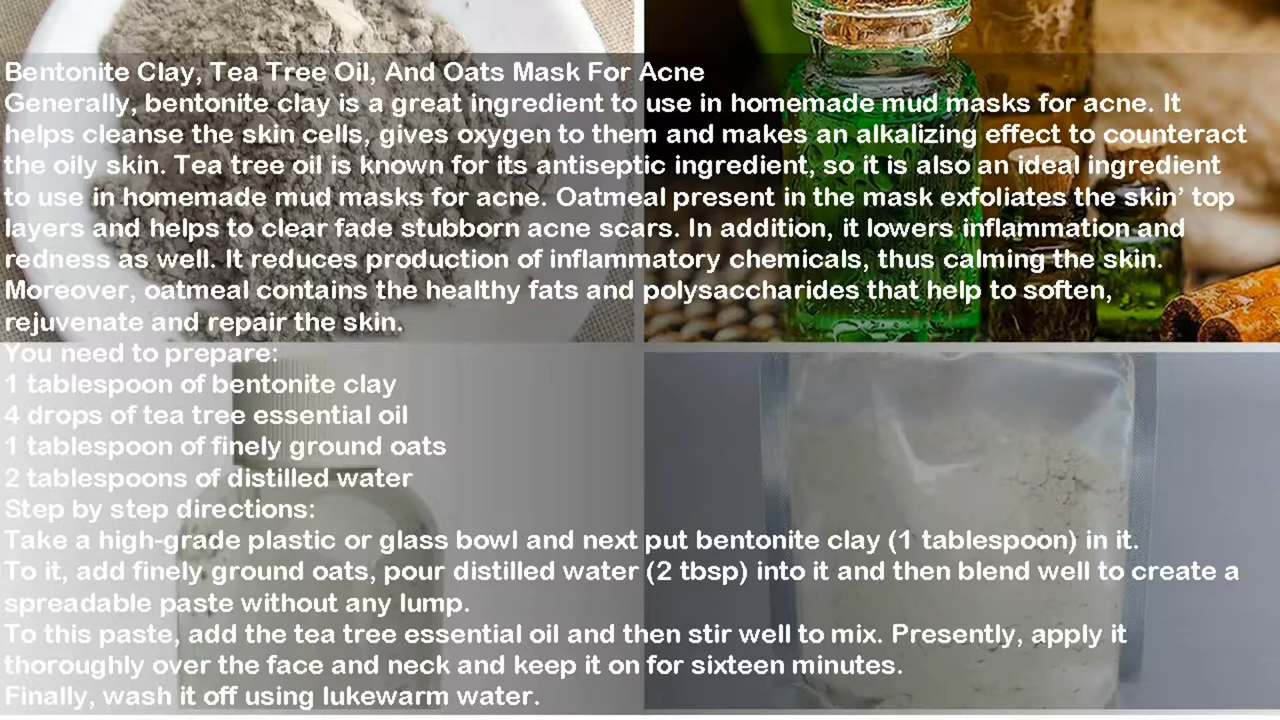 Bentonite Clay, Tea Tree Oil, And Oats Mask For Acne
Generally, bentonite clay is a great ingredient to use in homemade mud masks for acne. It
helps cleanse the skin cells, gives oxygen to them and makes an alkalizing effect to counteract
the oily skin. Tea tree oil is known for its antiseptic ingredient, so it is also an ideal ingredient
to use in homemade mud masks for acne. Oatmeal present in the mask exfoliates the skin’ top
layers and helps to clear fade stubborn acne scars. In addition, it lowers inflammation and
redness as well. It reduces production of inflammatory chemicals, thus calming the skin.
Moreover, oatmeal contains the healthy fats and polysaccharides that help to soften,
rejuvenate and repair the skin.
You need to prepare:
1 tablespoon of bentonite clay
4 drops of tea tree essential oil
1 tablespoon of finely ground oats
2 tablespoons of distilled water
Step by step directions:
Take a high-grade plastic or glass bowl and next put bentonite clay (1 tablespoon) in it.
To it, add finely ground oats, pour distilled water (2 tbsp) into it and then blend well to create a
spreadable paste without any lump.
To this paste, add the tea tree essential oil and then stir well to mix. Presently, apply it
thoroughly over the face and neck and keep it on for sixteen minutes.
Finally, wash it off using lukewarm water.